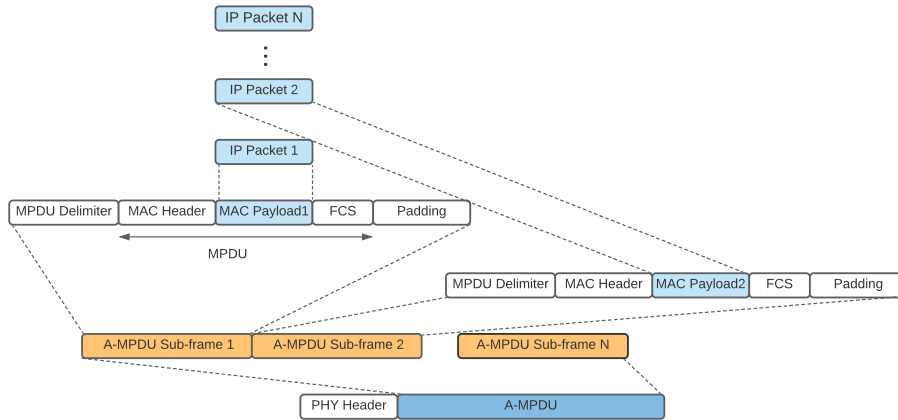 IP Packet N
IP Packet 2
IP Packet 1
MPDU Delimiter MAC Header MAC Payload1 FCS Padding
MPDU
MPDU Delimiter MAC Header MAC Payload2 FCS Padding
A-MPDU Sub-frame 1 A-MPDU Sub-frame 2 A-MPDU Sub-frame N
PHY Header A-MPDU